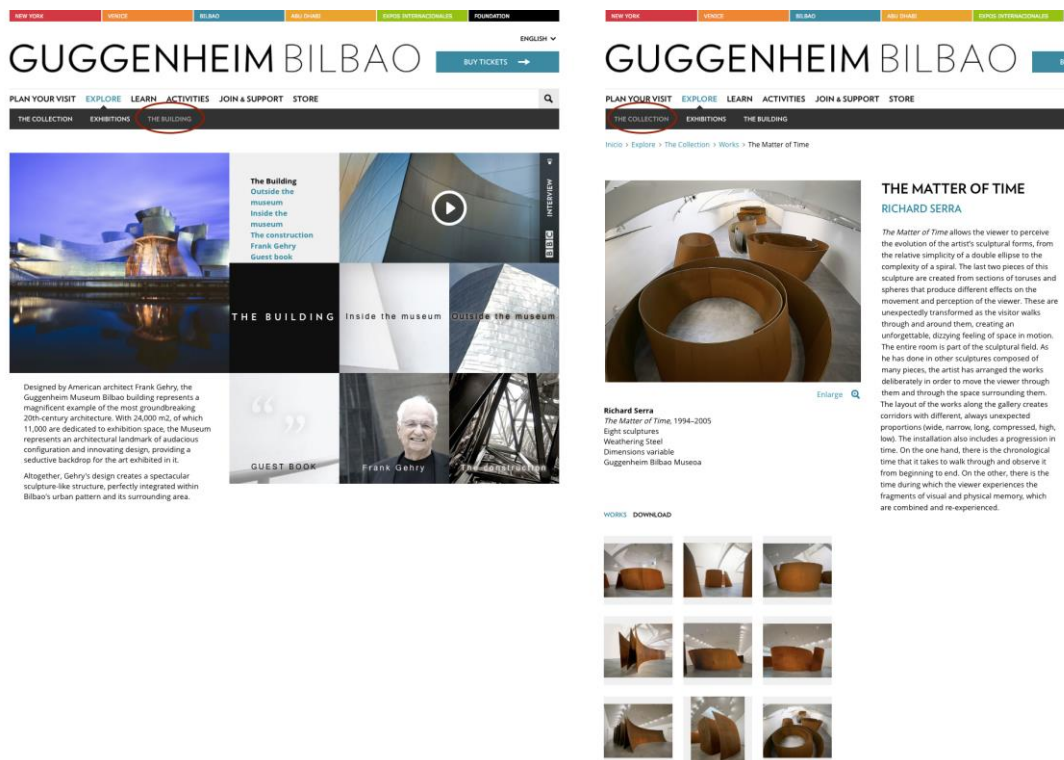 NEW YORK
VENICE
BILBAO
ABU DHABI
EXPOS INTERNACIONALES
FOUNDATION
ENGLISH
GUGGENHEIM BILBAO
BUY TICKETS →
PLAN YOUR VISIT EXPLORE LEARN ACTIVITIES JOIN & SUPPORT STORE
THE COLLECTION EXHIBITIONS THE BUILDING
The Building
Outside the
museum
Inside the
museum
The construction
Frank Gehry
Guest book
INTERVIEW
BBC
THE BUILDING
Inside the museum
Outside the museum
GUEST BOOK
Frank Gehry
The construction
Designed by American architect Frank Gehry, the
Guggenheim Museum Bilbao building represents a
magnificent example of the most groundbreaking
20th-century architecture. With 24,000 m2, of which
11,000 are dedicated to exhibition space, the Museum
represents an architectural landmark of audacious
configuration and innovating design, providing a
seductive backdrop for the art exhibited in it.
Altogether, Gehry's design creates a spectacular
sculpture-like structure, perfectly integrated within
Bilbao's urban pattern and its surrounding area.
NEW YORK
VENICE
BILBAO
ABU DHABI
EXPOS INTERNACIONALES
GUGGENHEIM BILBAO
B
PLAN YOUR VISIT EXPLORE LEARN ACTIVITIES JOIN & SUPPORT STORE
THE COLLECTION EXHIBITIONS THE BUILDING
Inicio > Explore > The Collection > Works > The Matter of Time
Enlarge
Richard Serra
The Matter of Time, 1994–2005
Eight sculptures
Weathering Steel
Dimensions variable
Guggenheim Bilbao Museoa
WORKS DOWNLOAD
THE MATTER OF TIME
RICHARD SERRA
The Matter of Time allows the viewer to perceive
the evolution of the artist's sculptural forms, from
the relative simplicity of a double ellipse to the
complexity of a spiral. The last two pieces of this
sculpture are created from sections of toruses and
spheres that produce different effects on the
movement and perception of the viewer. These are
unexpectedly transformed as the visitor walks
through and around them, creating an
unforgettable, dizzying feeling of space in motion.
The entire room is part of the sculptural field. As
he has done in other sculptures composed of
many pieces, the artist has arranged the works
deliberately in order to move the viewer through
them and through the space surrounding them.
The layout of the works along the gallery creates
corridors with different, always unexpected
proportions (wide, narrow, long, compressed, high,
low). The installation also includes a progression in
time. On the one hand, there is the chronological
time that it takes to walk through and observe it
from beginning to end. On the other, there is the
time during which the viewer experiences the
fragments of visual and physical memory, which
are combined and re-experienced.